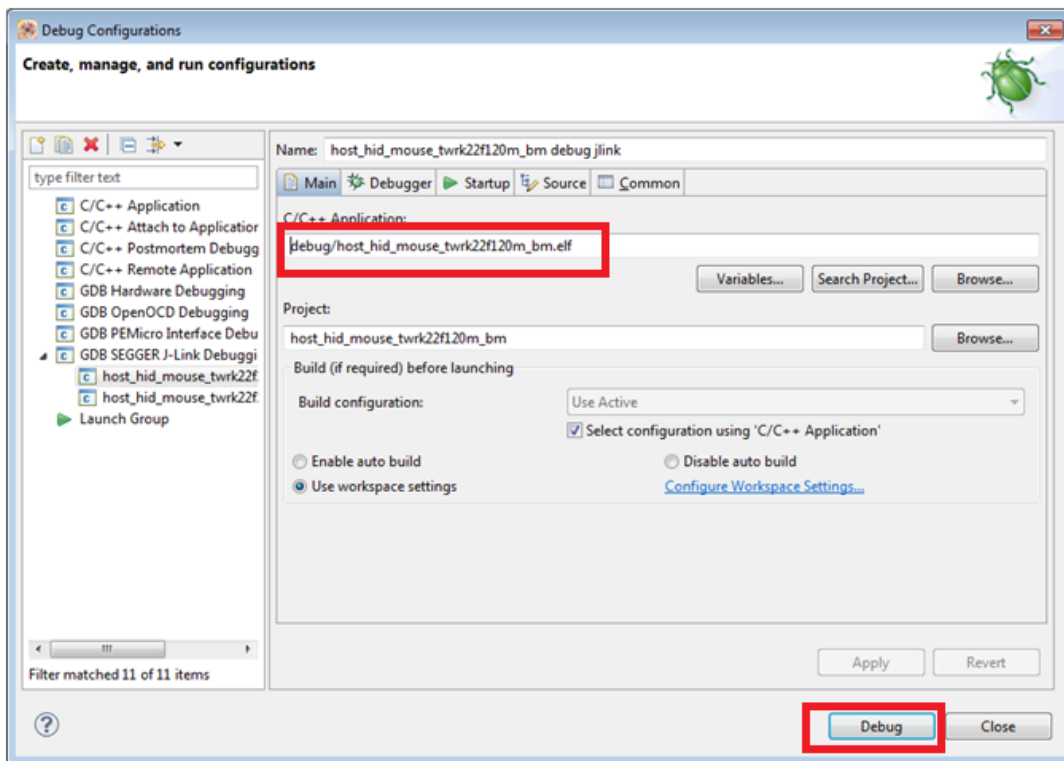 Debug Configurations
Create, manage, and run configurations
Name: host_hid_mouse_twrk22f120m_bm debug jlink
type filter text
Main Debugger Startup Source Common
C/C++ Application
C/C++ Attach to Application
C/C++ Postmortem Debugg
C/C++ Remote Application
GDB Hardware Debugging
GDB OpenOCD Debugging
GDB PEMicro Interface Debu
GDB SEGGER J-Link Debuggi
host_hid_mouse_twrk22f.
host_hid_mouse_twrk22f.
Launch Group
C/C++ Application:
debug/host_hid_mouse_twrk22f120m_bm.elf
Variables... Search Project... Browse...
Project:
host_hid_mouse_twrk22f120m_bm Browse...
Build (if required) before launching
Build configuration: Use Active
Select configuration using 'C/C++ Application'
Enable auto build Disable auto build
Use workspace settings Configure Workspace Settings...
Filter matched 11 of 11 items
Apply Revert
? Debug Close